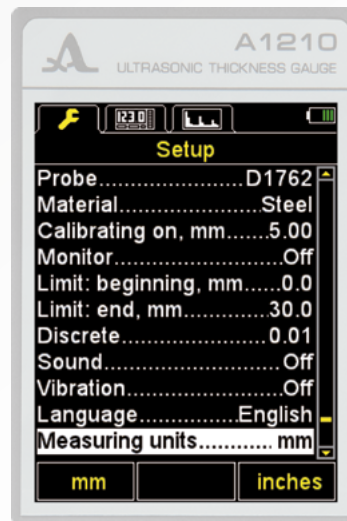 A1210
ULTRASONIC THICKNESS GAUGE
123.0
Setup
Probe....................D1762
Material....................Steel
Calibrating on, mm.......5.00
Monitor.......................Off
Limit: beginning, mm......0.0
Limit: end, mm.............30.0
Discrete.....................0.01
Sound........................Off
Vibration.....................Off
Language.............English
Measuring units........... mm
mm inches